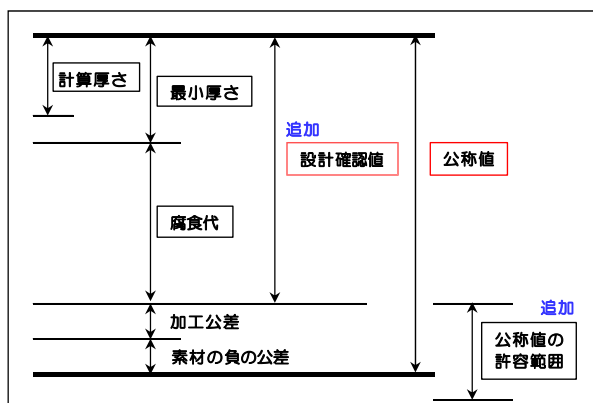 計算厚さ
最小厚さ
追加
設計確認値
公称値
腐食代
加工公差
素材の負の公差
追加
公称値の
許容範囲